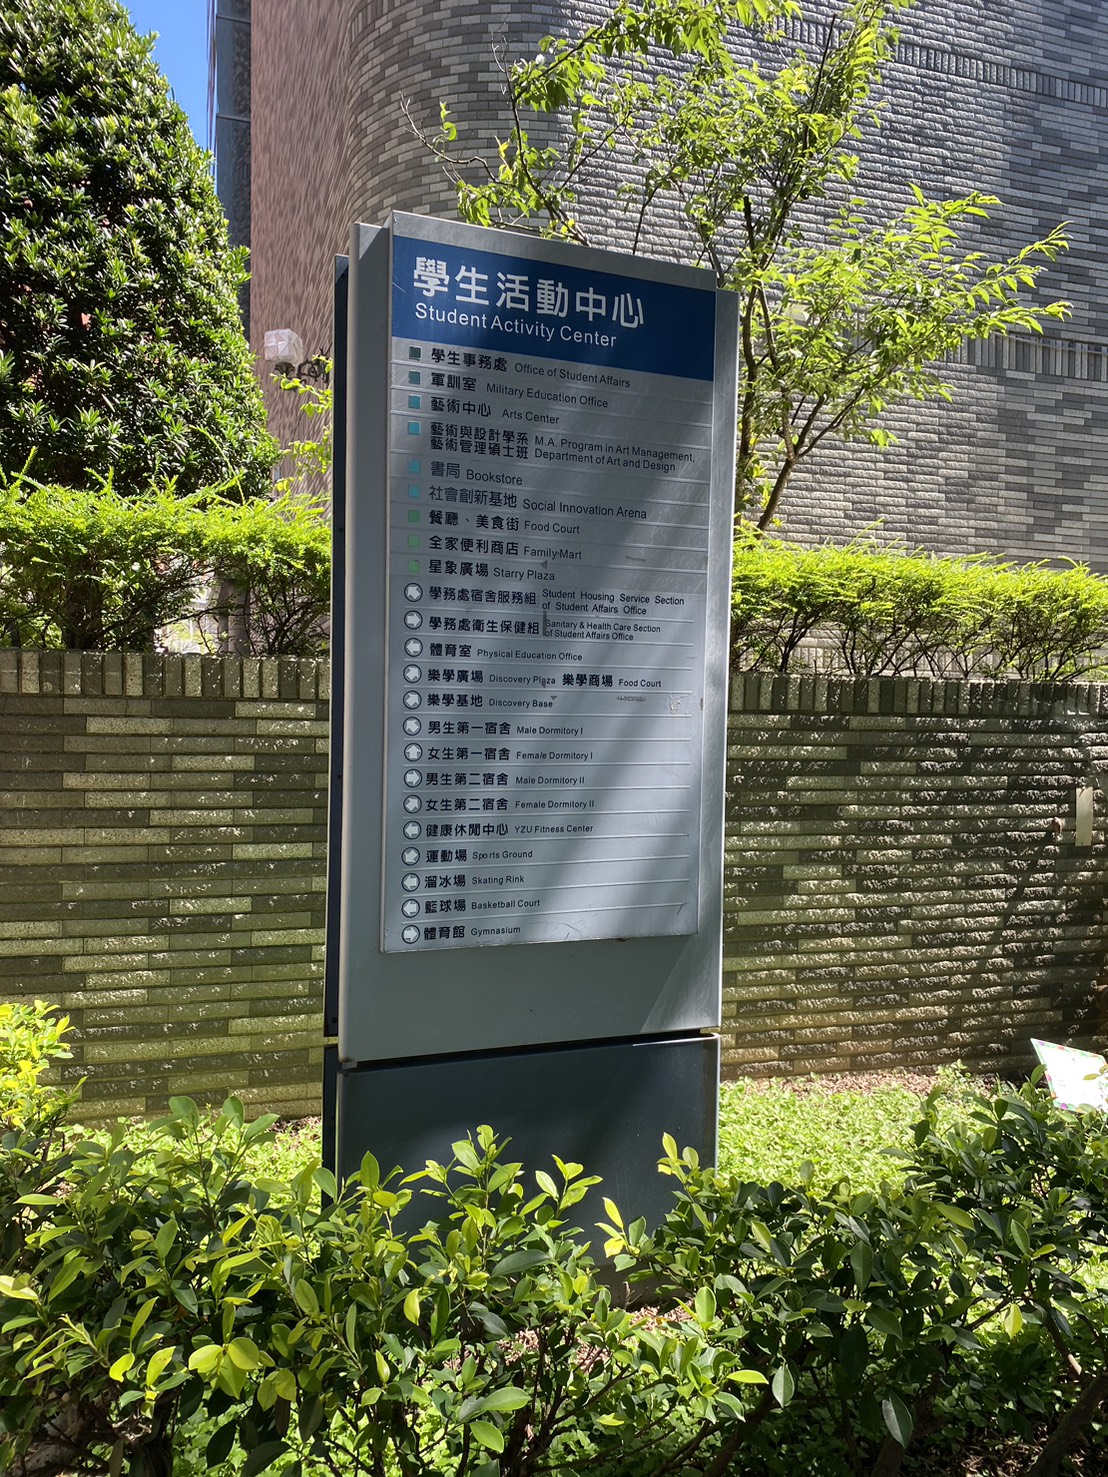 學生活動中心
Student Activity Center
學生事務處 Office of Student Affairs
軍訓室 Military Education Office
藝術中心 Arts Center
藝術與設計學系 M.A. Program in Art Management,
藝術管理碩士班 Department of Art and Design
書局 Bookstore
社會創新基地 Social Innovation Arena
餐廳、美食街 Food Court
全家便利商店 FamilyMart
星象廣場 Starry Plaza
學務處宿舍服務組 Student Housing Service Section
of Student Affairs Office
學務處衛生保健組 Sanitary & Health Care Section
of Student Affairs Office
體育室 Physical Education Office
樂學廣場 Discovery Plaza 樂學商場 Food Court
樂學基地 Discovery Base
男生第一宿舍 Male Dormitory I
女生第一宿舍 Female Dormitory I
男生第二宿舍 Male Dormitory II
女生第二宿舍 Female Dormitory II
健康休閒中心 YZU Fitness Center
運動場 Sports Ground
溜冰場 Skating Rink
籃球場 Basketball Court
體育館 Gymnasium